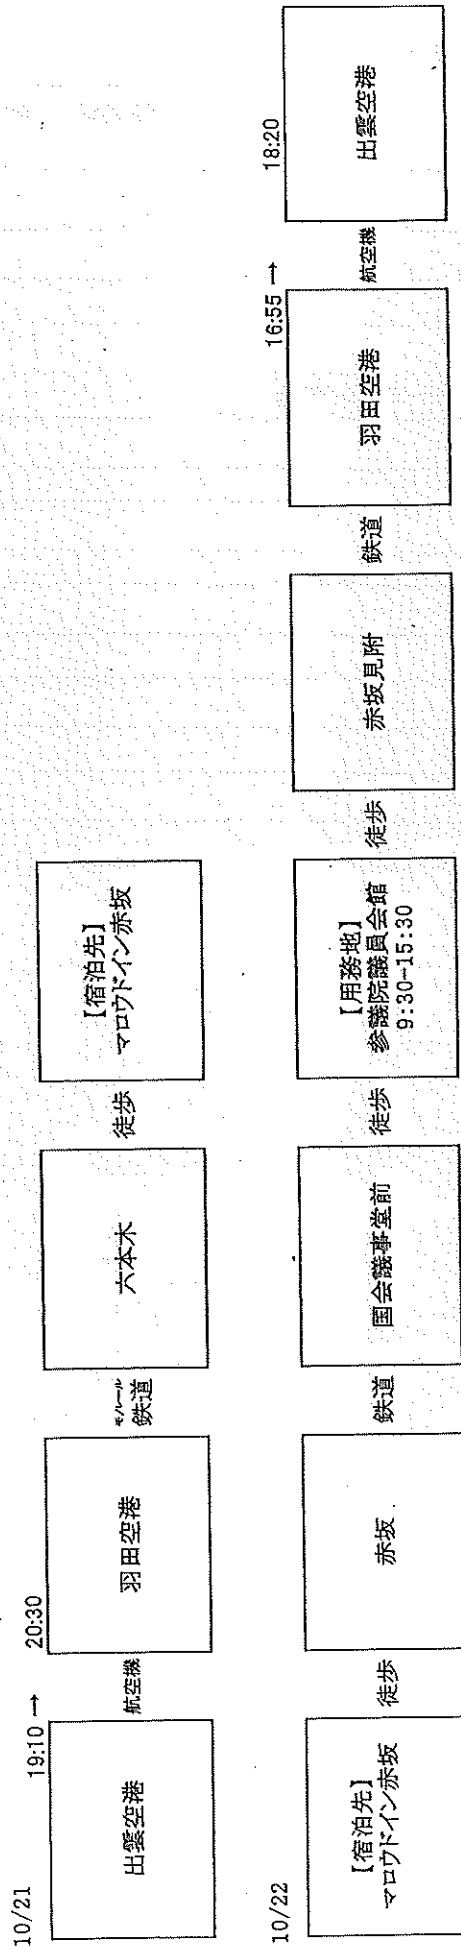 10/21
19:10 →
20:30
出雲空港
航空機
羽田空港
モノレール
鉄道
六本木
徒歩
【宿泊先】
マロウドイン赤坂
10/22
16:55 →
18:20
【宿泊先】
マロウドイン赤坂
徒歩
赤坂
鉄道
国会議事堂前
徒歩
【用務地】
参議院議員会館
9:30-15:30
徒歩
赤坂見附
鉄道
羽田空港
航空機
出雲空港